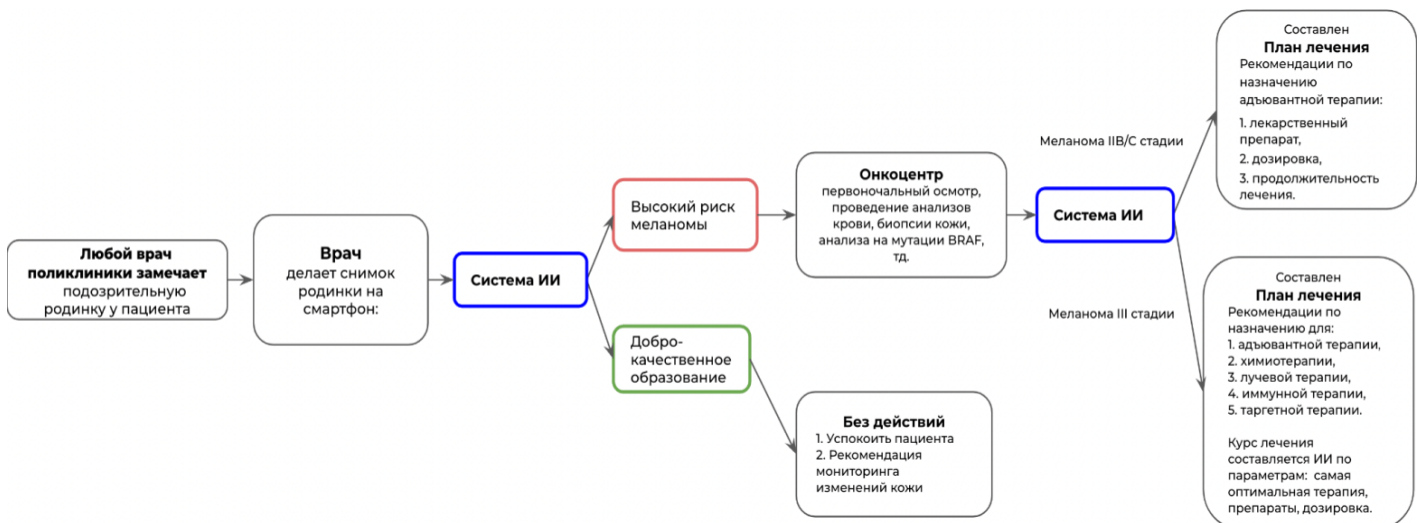 Любой врач
поликлиники замечает
подозрительную
родинку у пациента
Врач
делает снимок
родинки на
смартфон:
Система ИИ
Высокий риск
меланомы
Добро-
качественное
образование
Онкоцентр
первоночальный осмотр,
проведение анализов
крови, биопсии кожи,
анализа на мутации BRAF,
тд.
Без действий
1. Успокоить пациента
2. Рекомендация
мониторинга
изменений кожи
Система ИИ
Меланома IIB/C стадии
Меланома III стадии
Составлен
План лечения
Рекомендации по
назначению
адъювантной терапии:
1. лекарственный
препарат,
2. дозировка,
3. продолжительность
лечения.
Составлен
План лечения
Рекомендации по
назначению для:
1. адъювантной терапии,
2. химиотерапии,
3. лучевой терапии,
4. иммунной терапии,
5. таргетной терапии.
Курс лечения
составляется ИИ по
параметрам: самая
оптимальная терапия,
препараты, дозировка.